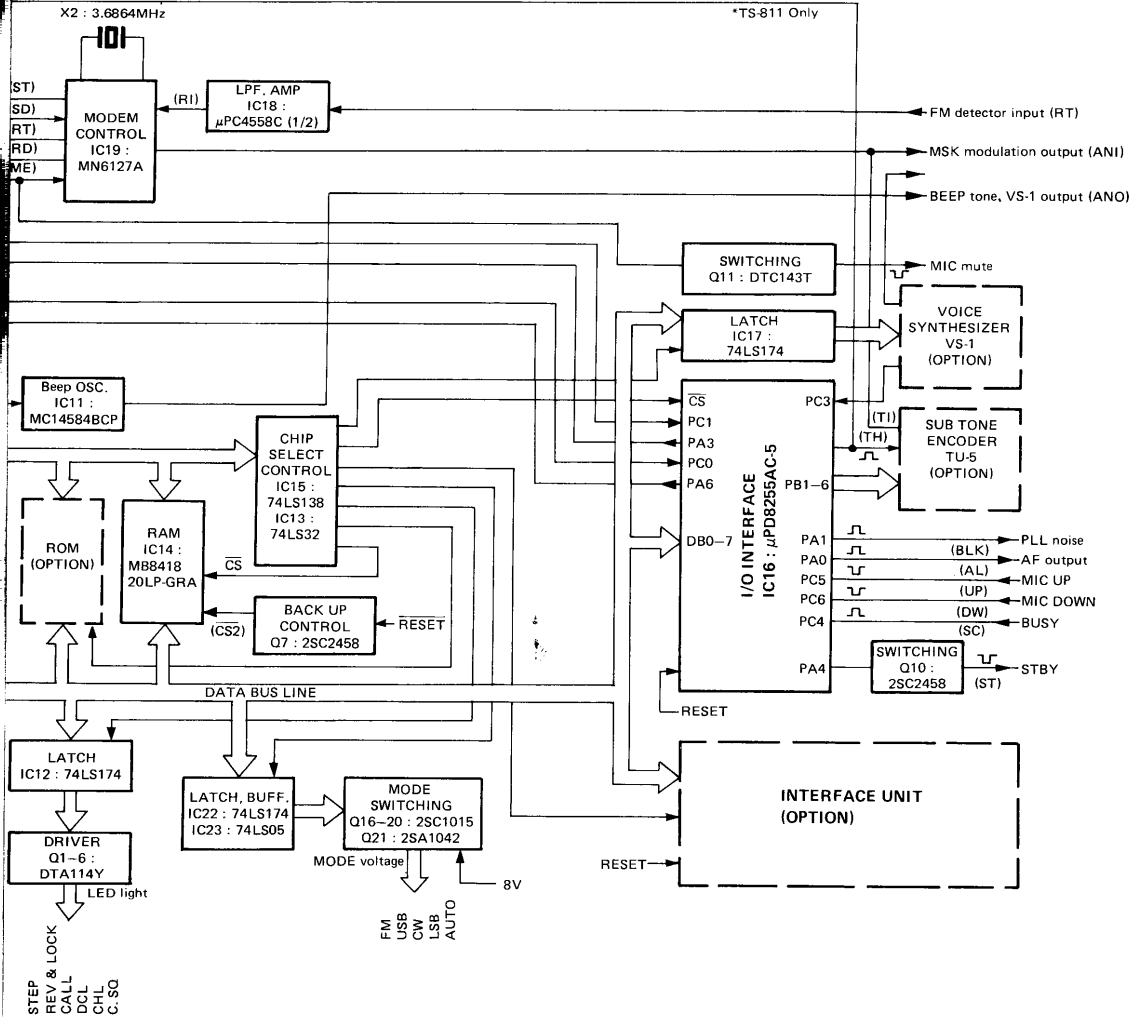 X2 : 3.6864MHz
*TS-811 Only
(ST)
(SD)
(RT)
(RD)
(ME)
MODEM
CONTROL
IC19 :
MN6127A
(RI)
LPF, AMP
IC18 :
μPC4558C (1/2)
FM detector input (RT)
MSK modulation output (ANI)
BEEP tone, VS-1 output (ANO)
SWITCHING
Q11 : DTC143T
MIC mute
LATCH
IC17 :
74LS174
VOICE
SYNTHESIZER
VS-1
(OPTION)
Beep OSC.
IC11 :
MC14584BCP
CHIP
SELECT
CONTROL
IC15 :
74LS138
IC13 :
74LS32
CS
PC1
PA3
PC0
PA6
DB0-7
I/O INTERFACE
IC16 : μPD8255AC-5
PC3
PB1-6
PA1
PA0
PC5
PC6
PC4
PA4
(TI)
(TH)
SUB TONE
ENCODER
TU-5
(OPTION)
PLL noise
(BLK)
AF output
(AL)
MIC UP
(UP)
MIC DOWN
(DW)
BUSY
(SC)
SWITCHING
Q10 :
2SC2458
STBY
(ST)
RESET
ROM
(OPTION)
RAM
IC14 :
MB8418
20LP-GRA
CS
(CS2)
BACK UP
CONTROL
Q7 : 2SC2458
RESET
DATA BUS LINE
LATCH
IC12 : 74LS174
LATCH, BUFF.
IC22 : 74LS174
IC23 : 74LS05
MODE
SWITCHING
Q16~20 : 2SC1015
Q21 : 2SA1042
INTERFACE UNIT
(OPTION)
RESET
DRIVER
Q1~6 :
DTA114Y
LED light
MODE voltage
8V
FM
USB
CW
LSB
AUTO
STEP
REV & LOCK
CALL
DCL
CHL
C. SQ